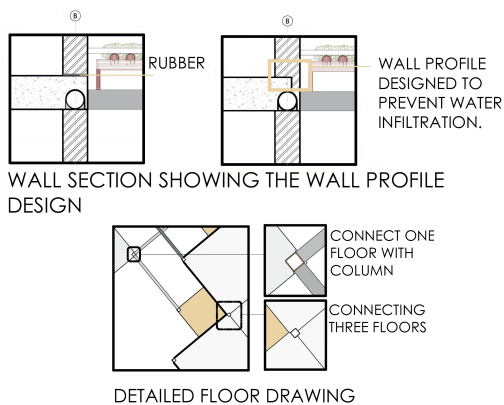 B
B
RUBBER
WALL PROFILE
DESIGNED TO
PREVENT WATER
INFILTRATION.
WALL SECTION SHOWING THE WALL PROFILE
DESIGN
CONNECT ONE
FLOOR WITH
COLUMN
CONNECTING
THREE FLOORS
DETAILED FLOOR DRAWING